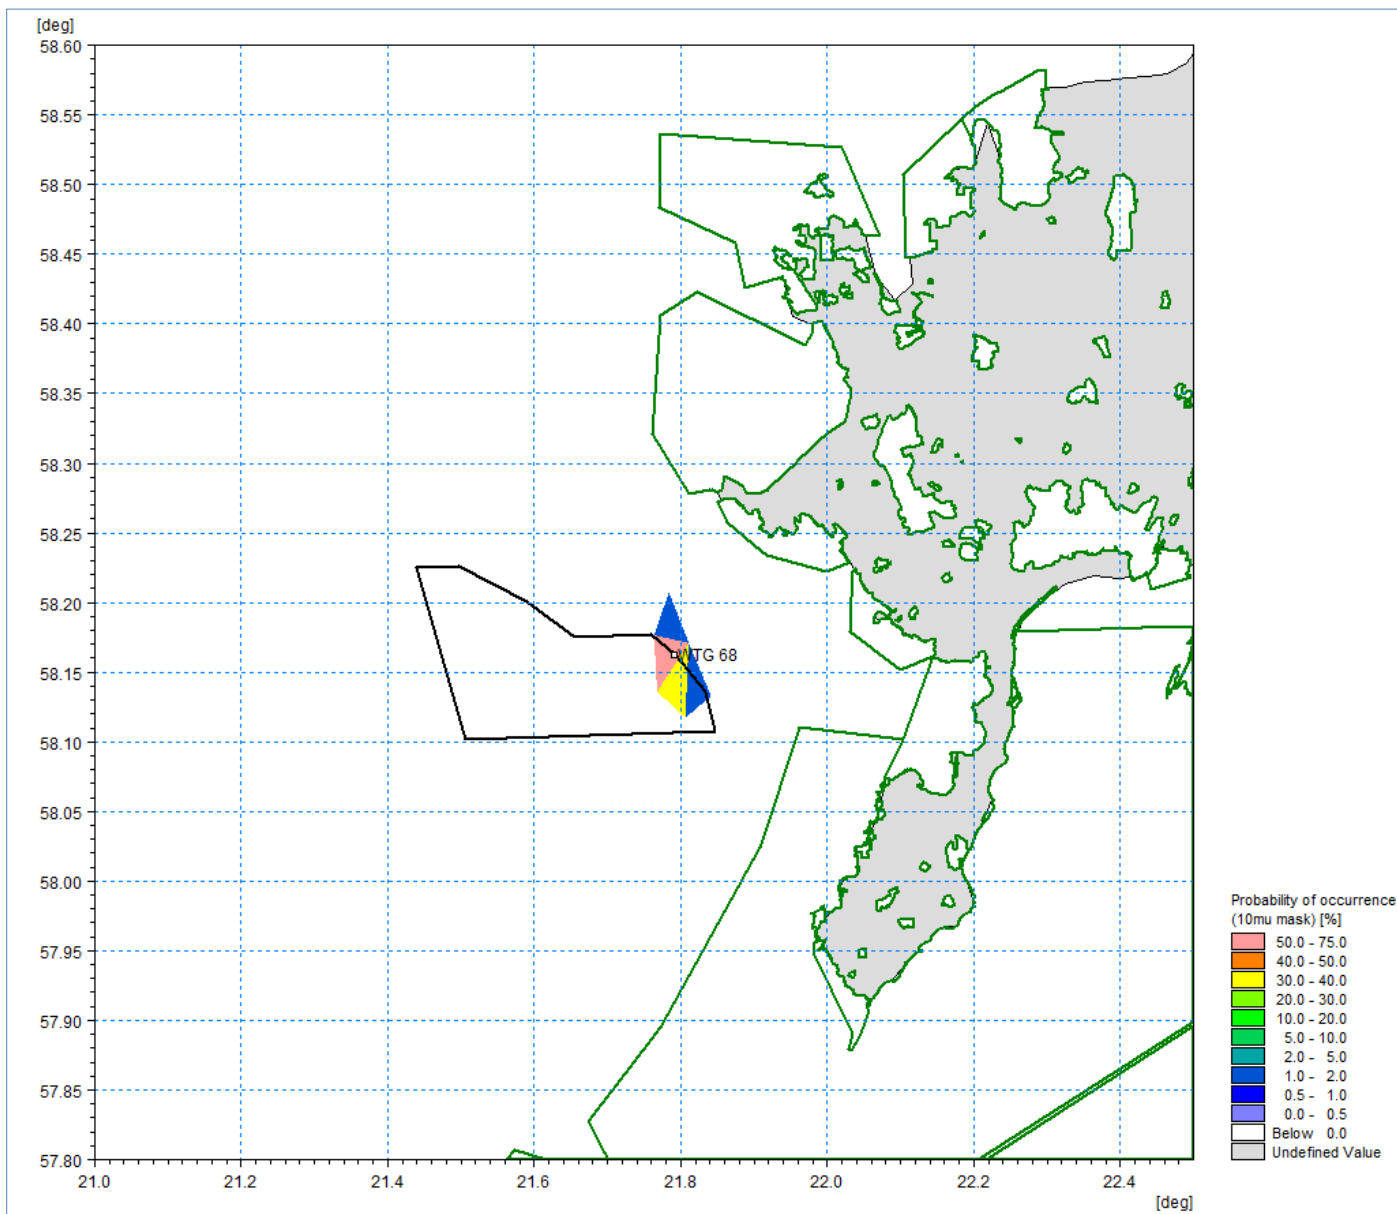 [deg]
58.60
58.55
58.50
58.45
58.40
58.35
58.30
58.25
58.20
58.15
58.10
58.05
58.00
57.95
57.90
57.85
57.80
WTG 68
21.0 21.2 21.4 21.6 21.8 22.0 22.2 22.4
[deg]
Probability of occurrence
(10mu mask) [%]
50.0 - 75.0
40.0 - 50.0
30.0 - 40.0
20.0 - 30.0
10.0 - 20.0
5.0 - 10.0
2.0 - 5.0
1.0 - 2.0
0.5 - 1.0
0.0 - 0.5
Below 0.0
Undefined Value